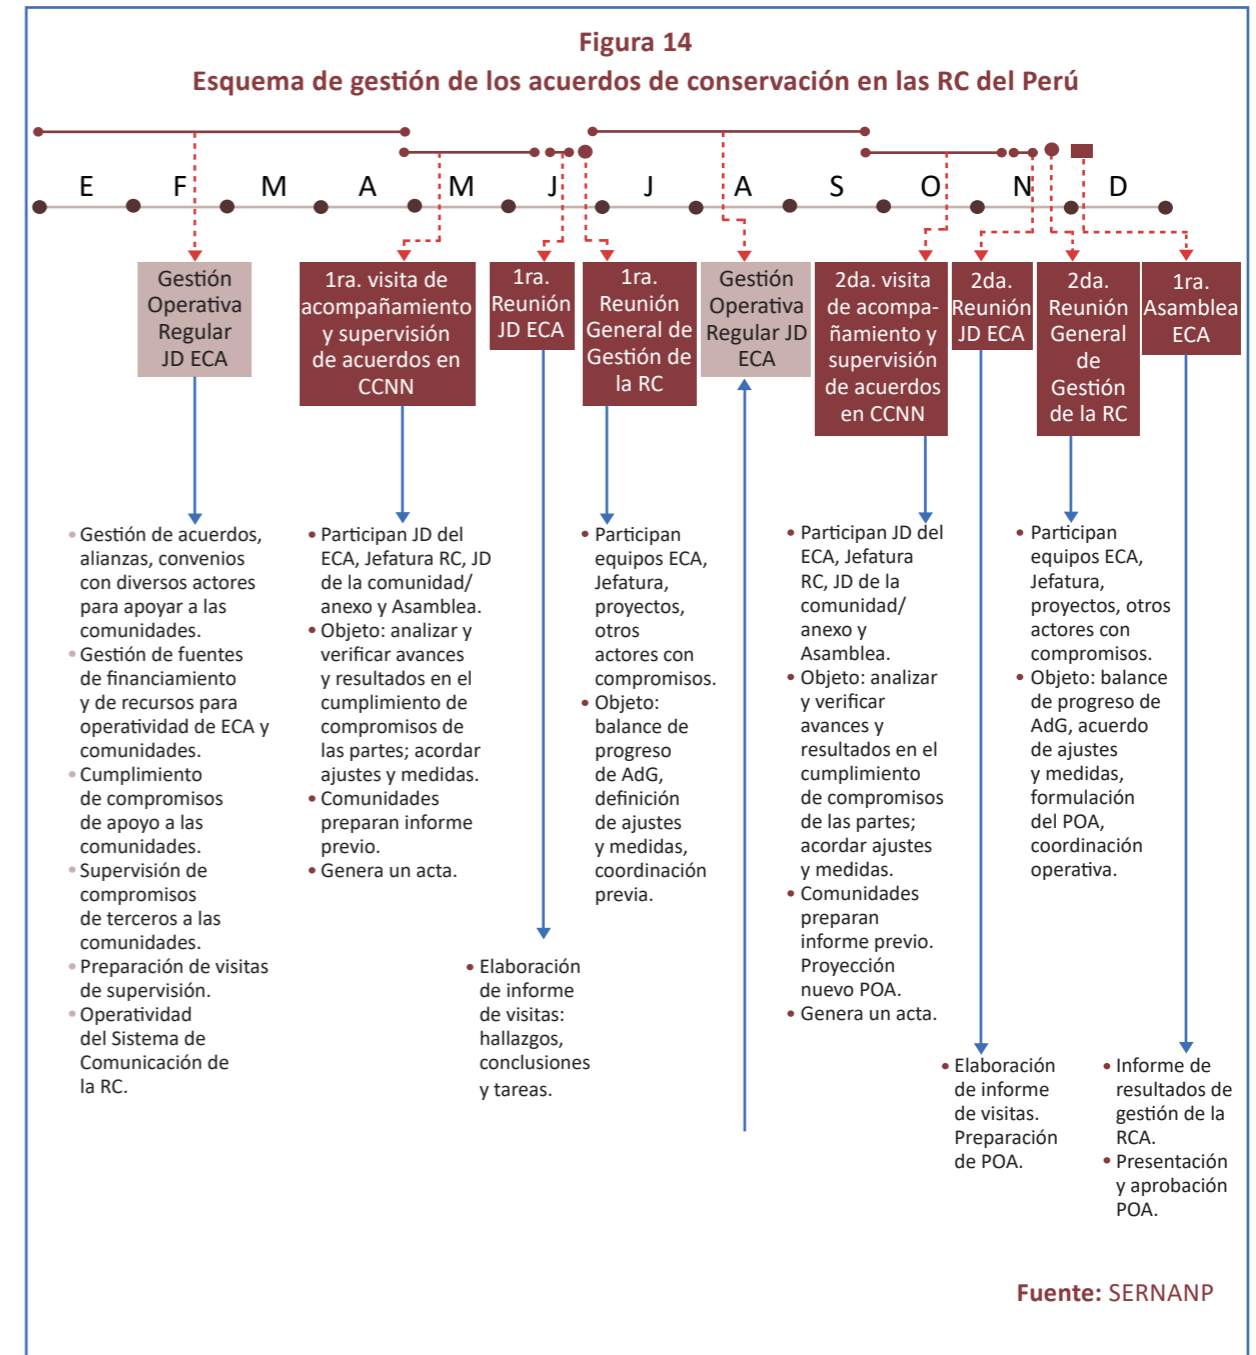 Figura 14
Esquema de gestión de los acuerdos de conservación en las RC del Perú
E F M A M J J A S O N D
Gestión
Operativa
Regular
JD ECA
1ra. visita de
acompañamiento
y supervisión
de acuerdos en
CCNN
1ra.
Reunión
JD ECA
1ra.
Reunión
General de
Gestión de
la RC
Gestión
Operativa
Regular JD
ECA
2da. visita
de acompa-
ñamiento y
supervisión
de acuerdos
en CCNN
2da.
Reunión
JD ECA
2da.
Reunión
General
de
Gestión
de la RC
1ra.
Asamblea
ECA
• Gestión de acuerdos,
alianzas, convenios
con diversos actores
para apoyar a las
comunidades.
• Gestión de fuentes
de financiamiento
y de recursos para
operatividad de ECA y
comunidades.
• Cumplimiento
de compromisos
de apoyo a las
comunidades.
• Supervisión de
compromisos
de terceros a las
comunidades.
• Preparación de visitas
de supervisión.
• Operatividad
del Sistema de
Comunicación de
la RC.
• Participan JD del
ECA, Jefatura RC, JD
de la comunidad/
anexo y Asamblea.
• Objeto: analizar y
verificar avances
y resultados en el
cumplimiento de
compromisos de
las partes; acordar
ajustes y medidas.
• Comunidades
preparan informe
previo.
• Genera un acta.
• Elaboración
de informe
de visitas:
hallazgos,
conclusiones
y tareas.
• Participan
equipos ECA,
Jefatura,
proyectos,
otros
actores con
compromisos.
• Objeto:
balance de
progreso
de AdG,
definición
de ajustes
y medidas,
coordinación
previa.
• Participan JD del
ECA, Jefatura
RC, JD de la
comunidad/
anexo y
Asamblea.
• Objeto: analizar
y verificar
avances y
resultados en el
cumplimiento
de compromisos
de las partes;
acordar ajustes
y medidas.
• Comunidades
preparan
informe previo.
Proyección
nuevo POA.
• Genera un acta.
• Elaboración
de informe
de visitas.
Preparación
de POA.
• Participan
equipos ECA,
Jefatura,
proyectos, otros
actores con
compromisos.
• Objeto: balance
de progreso de
AdG, acuerdo
de ajustes
y medidas,
formulación
del POA,
coordinación
operativa.
• Informe de
resultados de
gestión de la
RCA.
• Presentación
y aprobación
POA.
Fuente: SERNANP